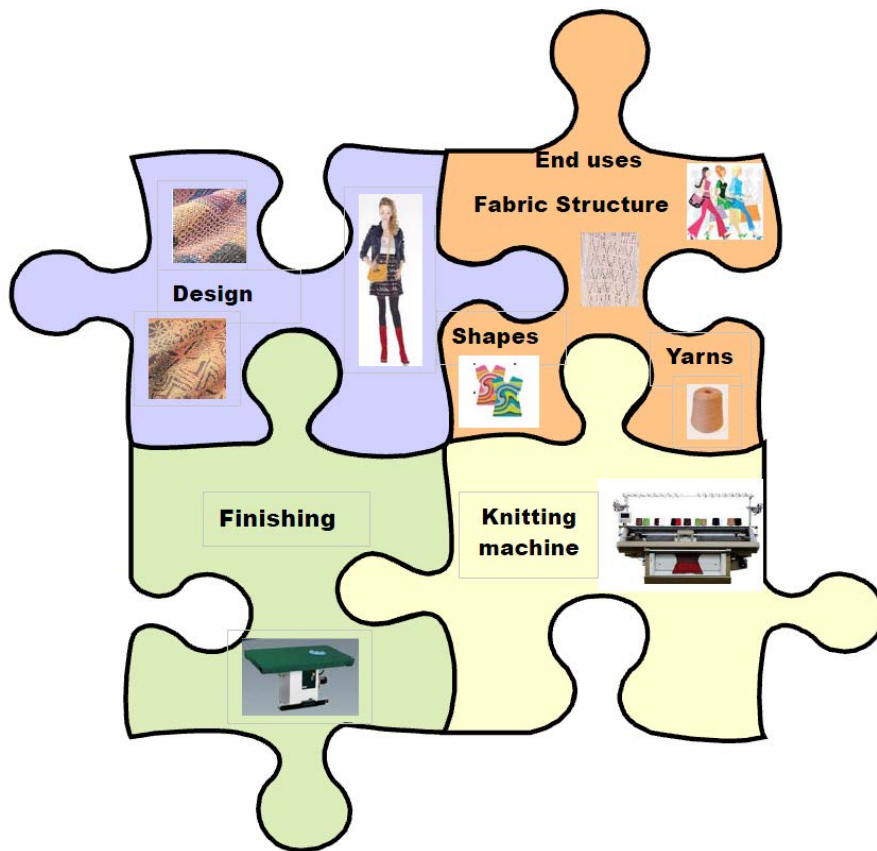 End uses
Fabric Structure
Design
Shapes
Yarns
Finishing
Knitting
machine